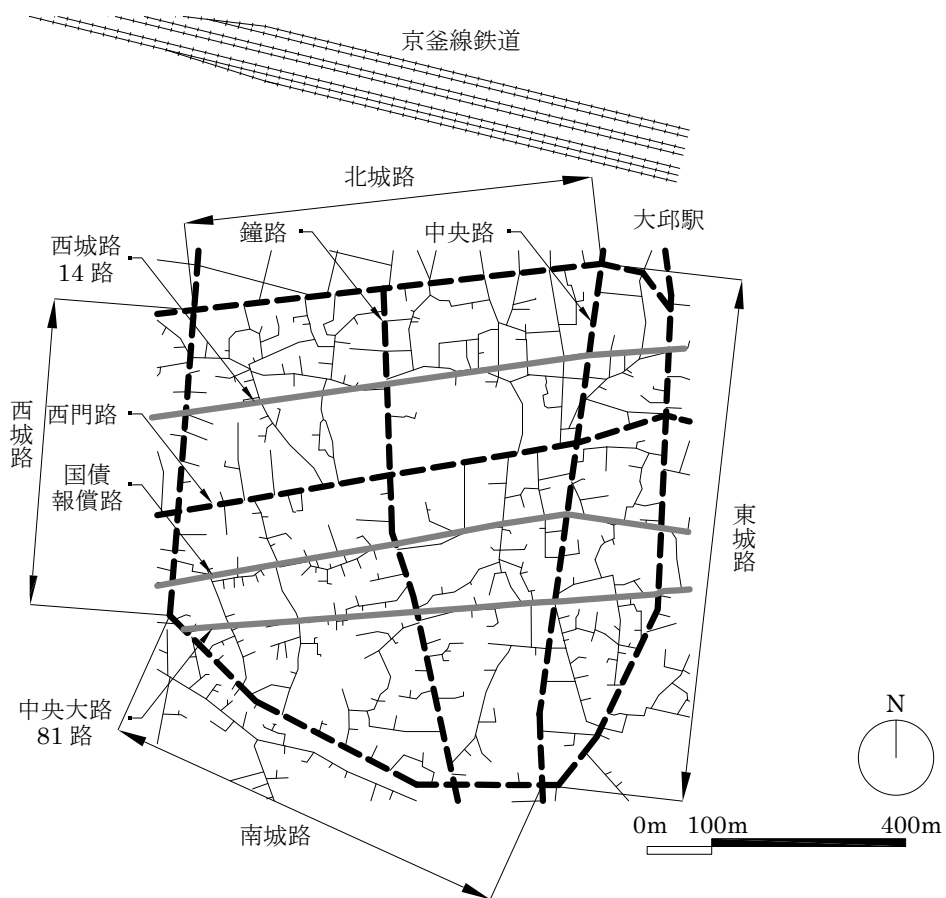 京釜線鉄道
北城路
大邱駅
鐘路
中央路
西城路
14 路
西城路
西門路
国債
報償路
東城路
中央大路
81 路
南城路
N
0m 100m 400m